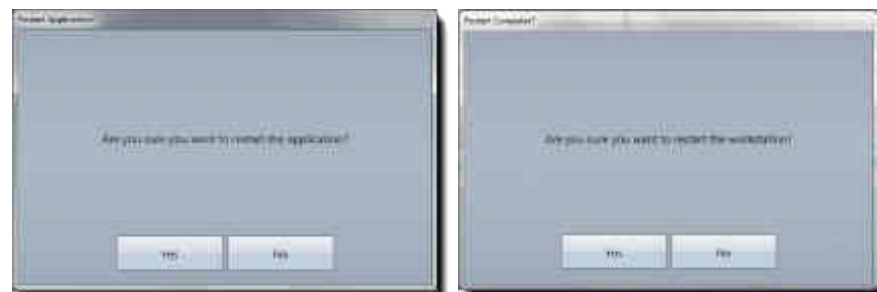 Restart Application?
Are you sure you want to restart the application?
Yes
No
Restart Computer?
Are you sure you want to restart the workstation?
Yes
No